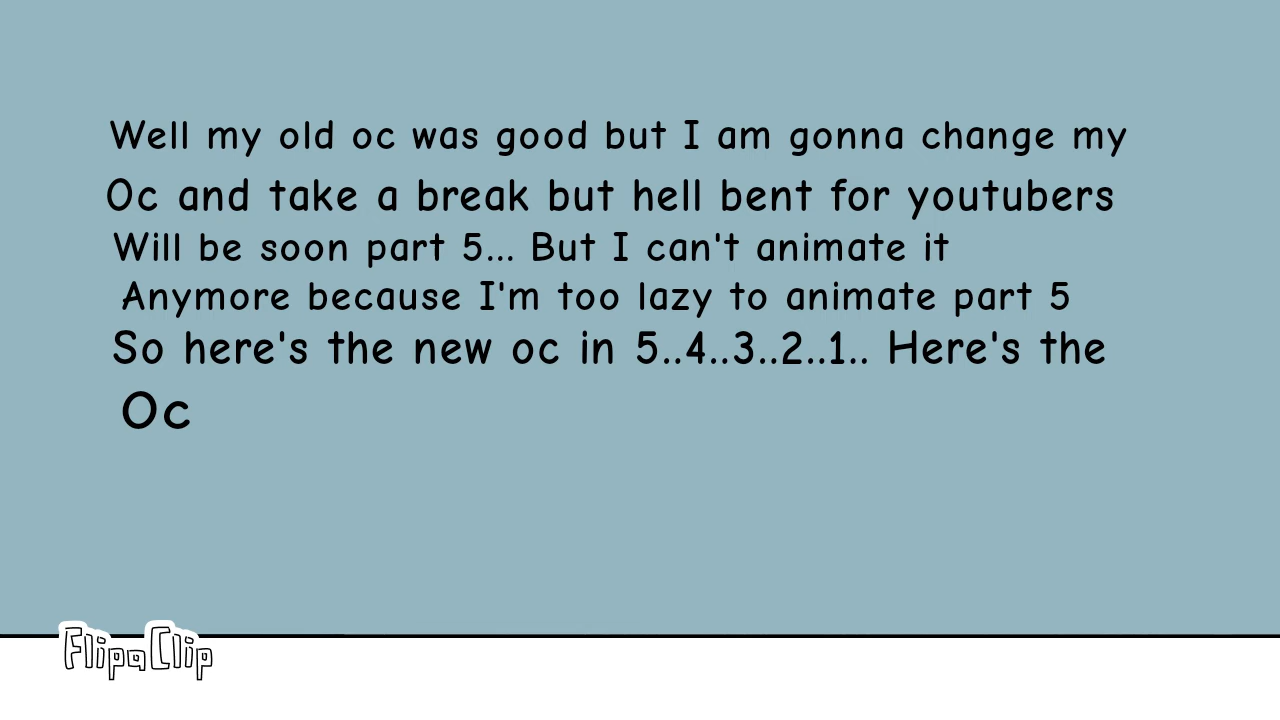 Well my old oc was good but I am gonna change my
Oc and take a break but hell bent for youtubers
Will be soon part 5... But I can't animate it
Anymore because I'm too lazy to animate part 5
So here's the new oc in 5..4..3..2..1.. Here's the
Oc
FlipaClip